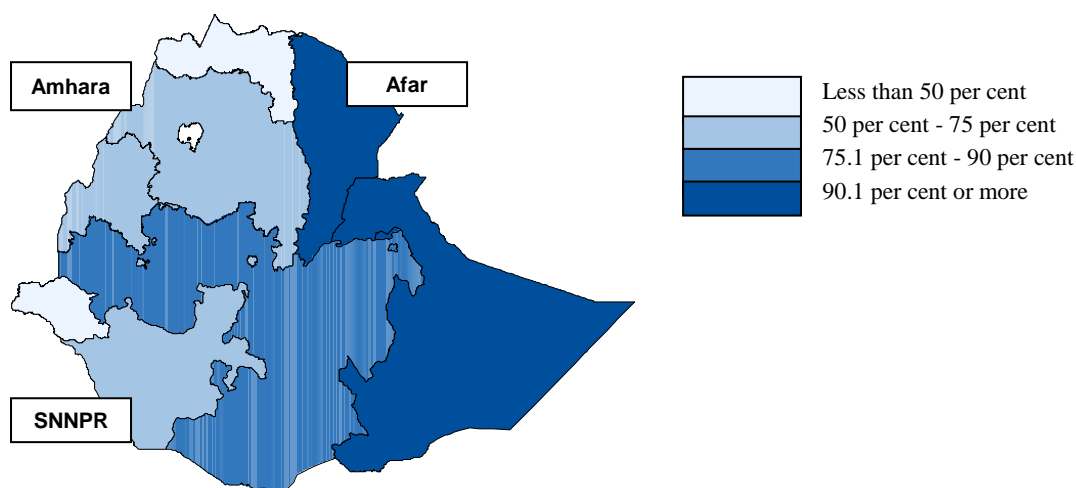 Amhara
Afar
SNNPR
Less than 50 per cent
50 per cent - 75 per cent
75.1 per cent - 90 per cent
90.1 per cent or more